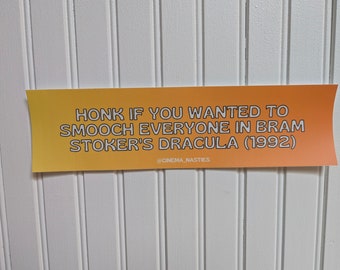 HONK IF YOU WANTED TO
SMOOCH EVERYONE IN BRAM
STOKER'S DRACULA (1992)
@CINEMA_NASTIES